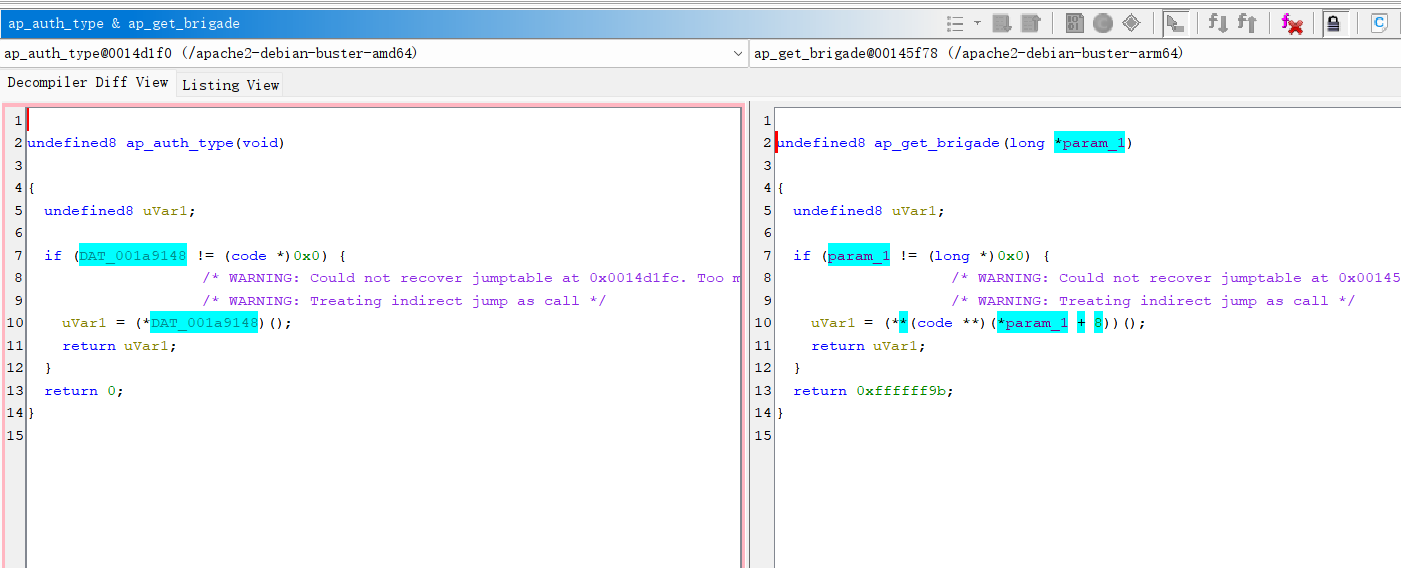 ap_auth_type & ap_get_brigade
ap_auth_type@0014d1f0 (/apache2-debian-buster-amd64)
ap_get_brigade@00145f78 (/apache2-debian-buster-arm64)
Decompiler Diff View
Listing View
1
2 undefined8 ap_auth_type(void)
3
4 {
5 undefined8 uVar1;
6
7 if (DAT_001a9148 != (code *)0x0) {
8 /* WARNING: Could not recover jumptable at 0x0014d1fc. Too m
9 /* WARNING: Treating indirect jump as call */
10 uVar1 = (*DAT_001a9148)();
11 return uVar1;
12 }
13 return 0;
14 }
15
1
2 undefined8 ap_get_brigade(long *param_1)
3
4 {
5 undefined8 uVar1;
6
7 if (param_1 != (long *)0x0) {
8 /* WARNING: Could not recover jumptable at 0x00145
9 /* WARNING: Treating indirect jump as call */
10 uVar1 = (**(code **)(*param_1 + 8))();
11 return uVar1;
12 }
13 return 0xffffff9b;
14 }
15